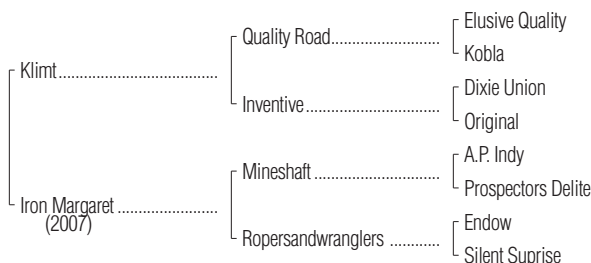 Elusive Quality
Quality Road
Kobla
Klimt
Dixie Union
Inventive
Original
A.P. Indy
Mineshaft
Prospectors Delite
Iron Margaret
(2007)
Endow
Ropersandwranglers
Silent Suprise